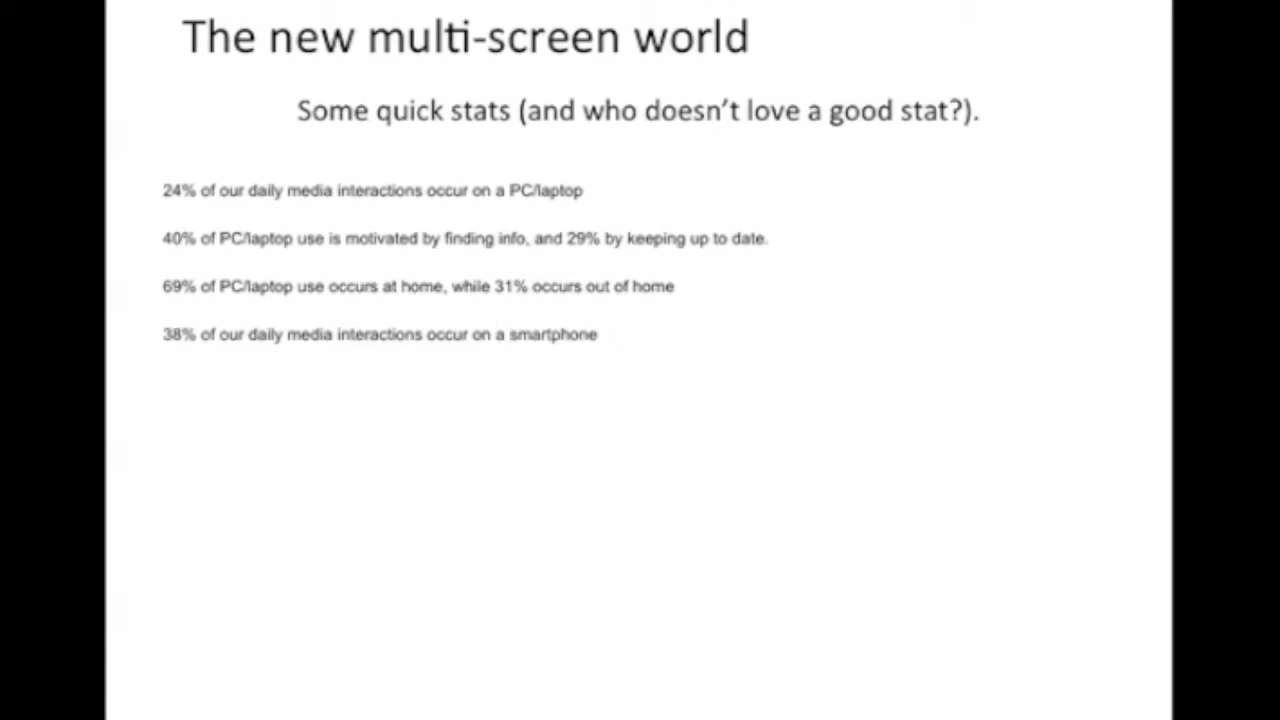 The new multi-screen world
Some quick stats (and who doesn't love a good stat?).
24% of our daily media interactions occur on a PC/laptop
40% of PC/laptop use is motivated by finding info, and 29% by keeping up to date.
69% of PC/laptop use occurs at home, while 31% occurs out of home
38% of our daily media interactions occur on a smartphone